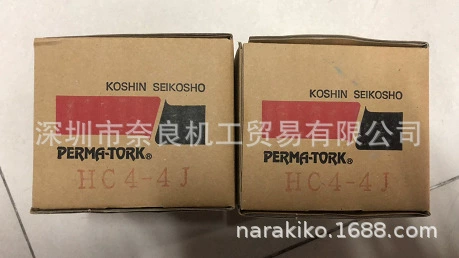 KOSHIN SEIKOSHO
PERMA-TORK®
HC4-4J
KOSHIN SEIKOSHO
PERMA-TORK®
HC4-4J
深圳市奈良机工贸易有限公司
narakiko.1688.com